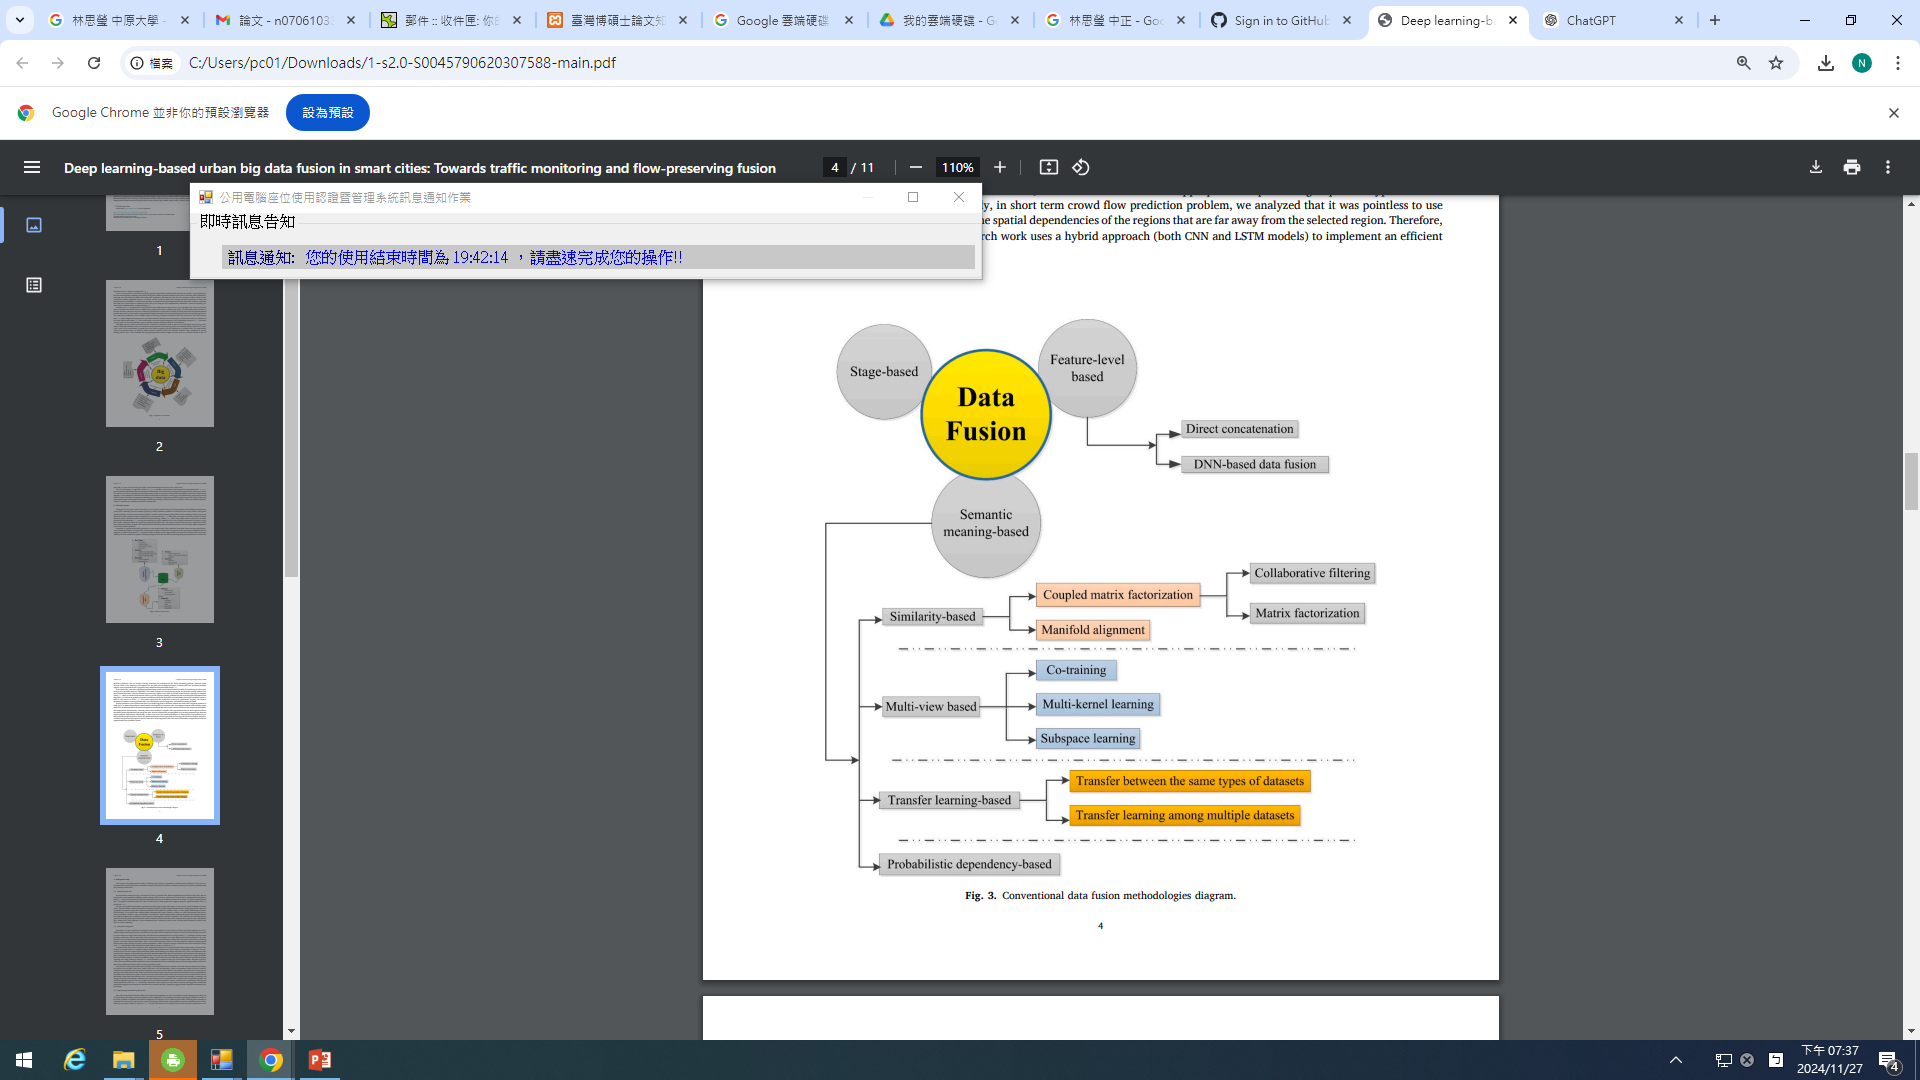 林思螢 中原大學 -
論文 - n0706103
郵件 :: 收件匣: 你的
臺灣博碩士論文知
Google 雲端硬碟
我的雲端硬碟 - Go
林思螢 中正 - Goo
Sign in to GitHub
Deep learning-ba
ChatGPT
檔案
C:/Users/pc01/Downloads/1-s2.0-S0045790620307588-main.pdf
N
Google Chrome 並非你的預設瀏覽器
設為預設
Deep learning-based urban big data fusion in smart cities: Towards traffic monitoring and flow-preserving fusion
4 / 11
110%
公用電腦座位使用認證暨管理系統訊息通知作業
即時訊息告知
訊息通知: 您的使用結束時間為 19:42:14 ，請盡速完成您的操作!!
y, in short term crowd flow prediction problem, we analyzed that it was pointless to use
e spatial dependencies of the regions that are far away from the selected region. Therefore,
rch work uses a hybrid approach (both CNN and LSTM models) to implement an efficient
Stage-based
Data
Fusion
Feature-level
based
Direct concatenation
DNN-based data fusion
Semantic
meaning-based
Similarity-based
Coupled matrix factorization
Collaborative filtering
Matrix factorization
Manifold alignment
Multi-view based
Co-training
Multi-kernel learning
Subspace learning
Transfer learning-based
Transfer between the same types of datasets
Transfer learning among multiple datasets
Probabilistic dependency-based
Fig. 3. Conventional data fusion methodologies diagram.
4
1
2
3
4
5
下午 07:37
2024/11/27
4